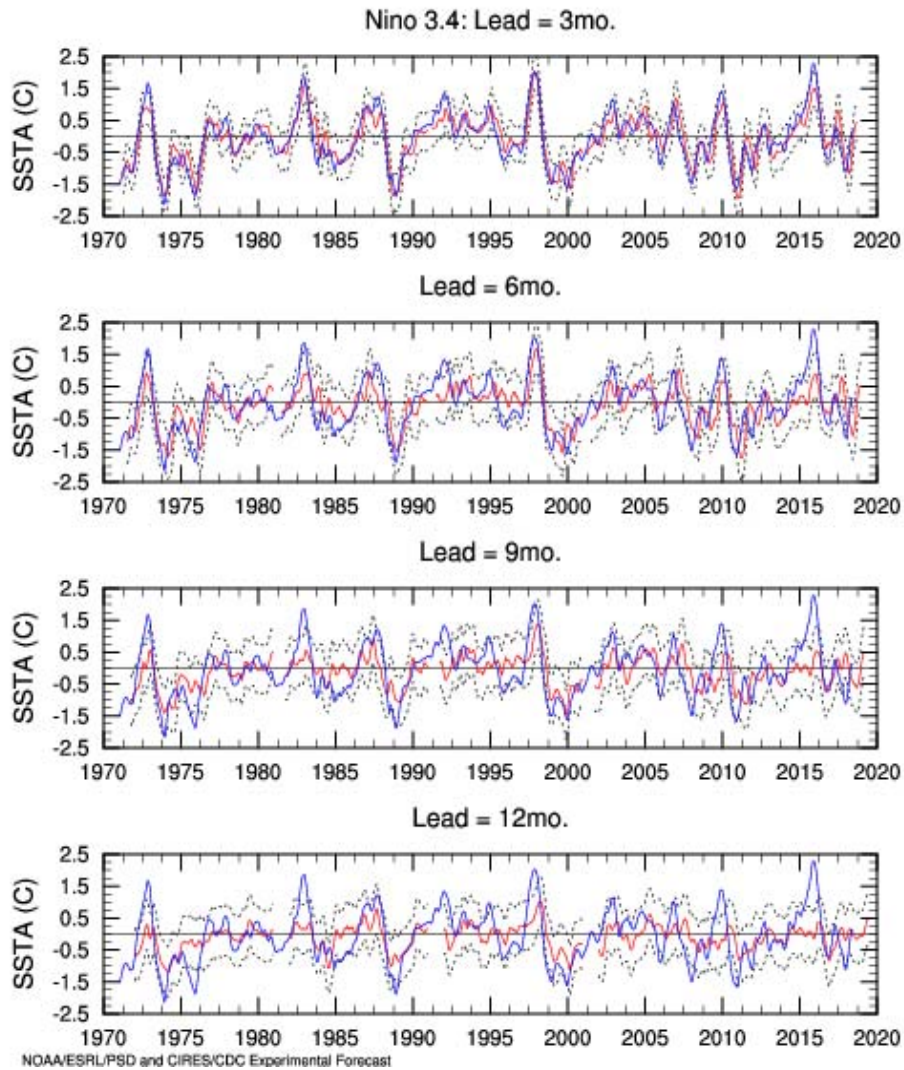 Nino 3.4: Lead = 3mo.
SSTA (C)
2.5
1.5
0.5
-0.5
-1.5
-2.5
1970 1975 1980 1985 1990 1995 2000 2005 2010 2015 2020
Lead = 6mo.
SSTA (C)
2.5
1.5
0.5
-0.5
-1.5
-2.5
1970 1975 1980 1985 1990 1995 2000 2005 2010 2015 2020
Lead = 9mo.
SSTA (C)
2.5
1.5
0.5
-0.5
-1.5
-2.5
1970 1975 1980 1985 1990 1995 2000 2005 2010 2015 2020
Lead = 12mo.
SSTA (C)
2.5
1.5
0.5
-0.5
-1.5
-2.5
1970 1975 1980 1985 1990 1995 2000 2005 2010 2015 2020
NOAA/ESRL/PSD and CIRES/CDC Experimental Forecast